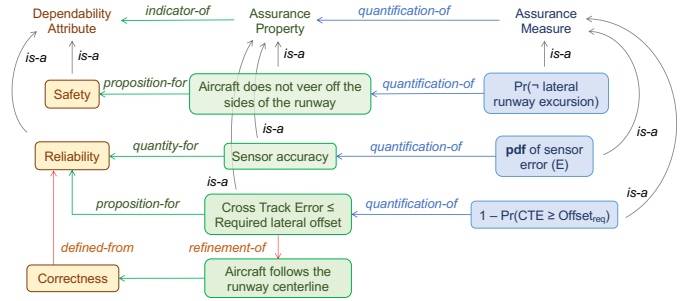 Dependability
Attribute
indicator-of
Assurance
Property
quantification-of
Assurance
Measure
is-a
is-a
is-a
is-a
Safety
proposition-for
Aircraft does not veer off the
sides of the runway
quantification-of
Pr(¬ lateral
runway excursion)
is-a
is-a
Reliability
quantity-for
Sensor accuracy
quantification-of
pdf of sensor
error (E)
is-a
is-a
proposition-for
Cross Track Error ≤
Required lateral offset
quantification-of
1 – Pr(CTE ≥ Offsetreq)
defined-from
refinement-of
Correctness
Aircraft follows the
runway centerline